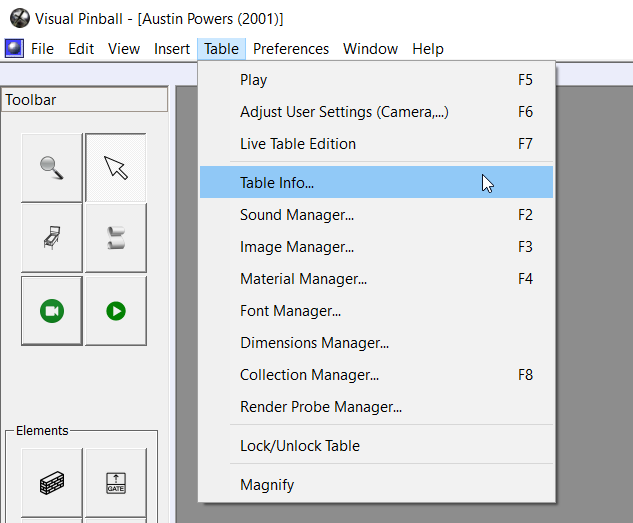 Visual Pinball - [Austin Powers (2001)]
File Edit View Insert Table Preferences Window Help
Toolbar
Play F5
Adjust User Settings (Camera,...) F6
Live Table Edition F7
Table Info...
Sound Manager... F2
Image Manager... F3
Material Manager... F4
Font Manager...
Dimensions Manager...
Collection Manager... F8
Render Probe Manager...
Lock/Unlock Table
Magnify
Elements
GATE